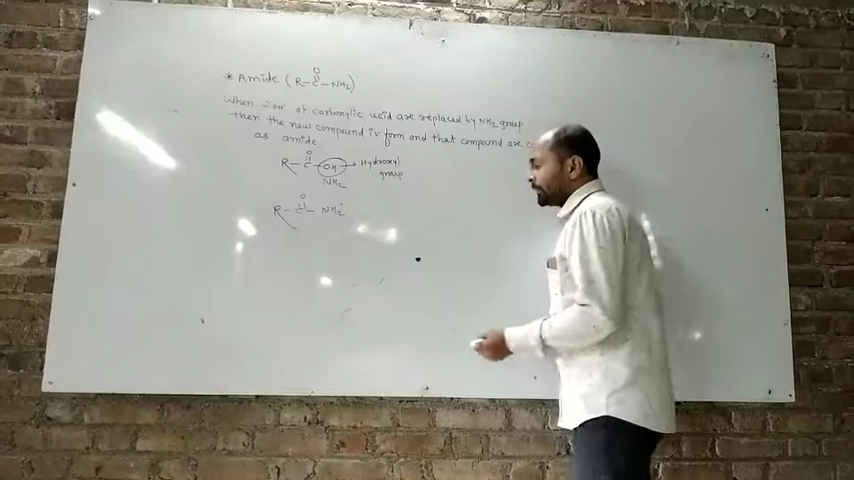 * Amide ( R-C-NH2)
O
||
When -OH of Carboxylic acid are replaced by NH2 group
then the new compound is form and that compound are
as amide
O
||
R-C-OH → Hydroxyl
NH2 group
O
||
R-C-NH2